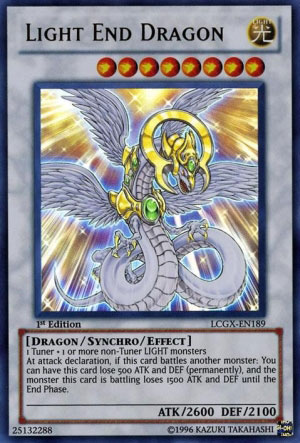 LIGHT END DRAGON
LIGHT
光
1st Edition
LCGX-EN189
[DRAGON/SYNCHRO/EFFECT]
1 Tuner + 1 or more non-Tuner LIGHT monsters
At attack declaration, if this card battles another monster: You
can have this card lose 500 ATK and DEF (permanently), and the
monster this card is battling loses 1500 ATK and DEF until the
End Phase.
ATK/2600 DEF/2100
25132288
©1996 KAZUKI TAKAHASHI